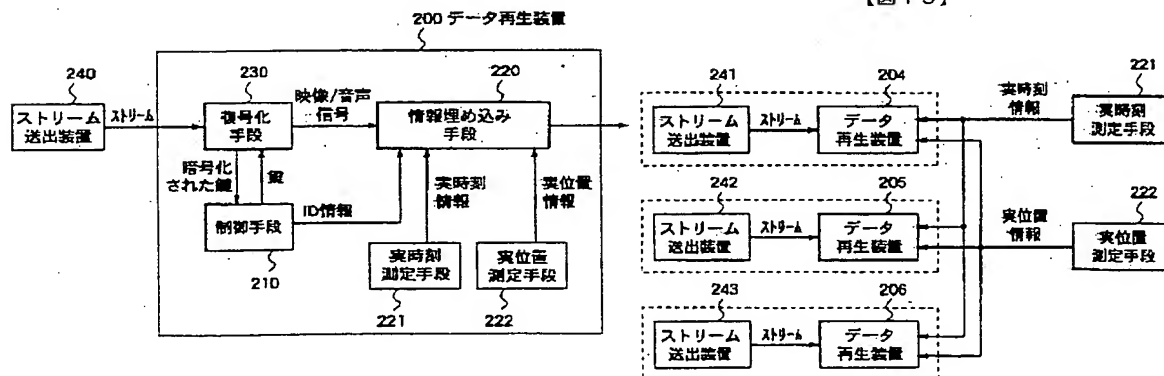 200 データ再生装置
240
ストリーム
送出装置
ストリーム
230
復号化
手段
映像/音声
信号
220
情報埋め込み
手段
暗号化
された鍵
鍵
制御手段
210
ID情報
実時刻
情報
実位置
情報
実時刻
測定手段
221
実位置
測定手段
222
241
ストリーム
送出装置
ストリーム
204
データ
再生装置
実時刻
情報
221
実時刻
測定手段
242
ストリーム
送出装置
ストリーム
205
データ
再生装置
実位置
情報
222
実位置
測定手段
243
ストリーム
送出装置
ストリーム
206
データ
再生装置